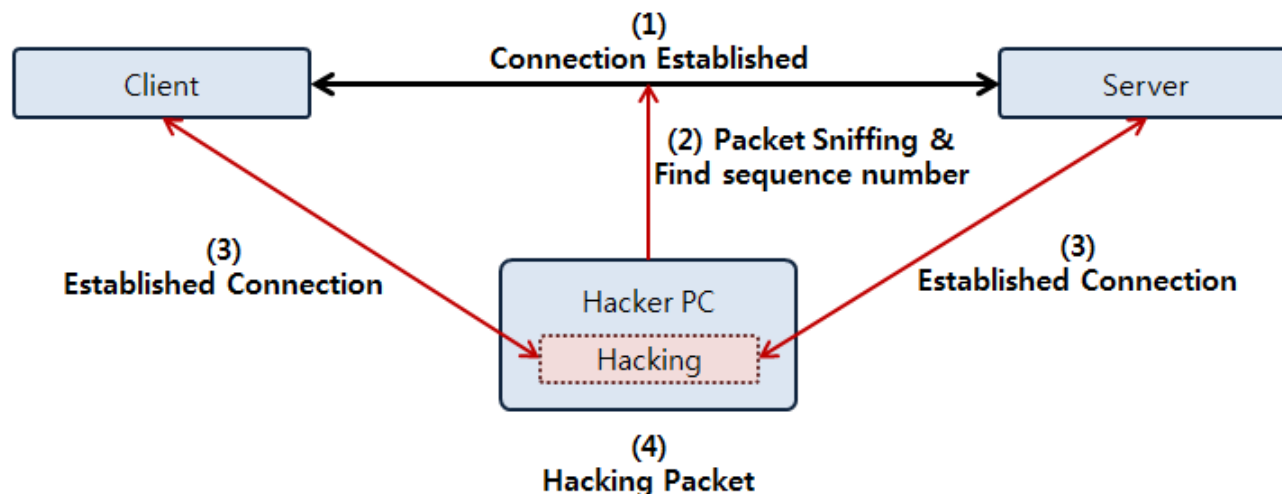 (1)
Connection Established
Client
Server
(2) Packet Sniffing &
Find sequence number
(3)
Established Connection
(3)
Established Connection
Hacker PC
Hacking
(4)
Hacking Packet